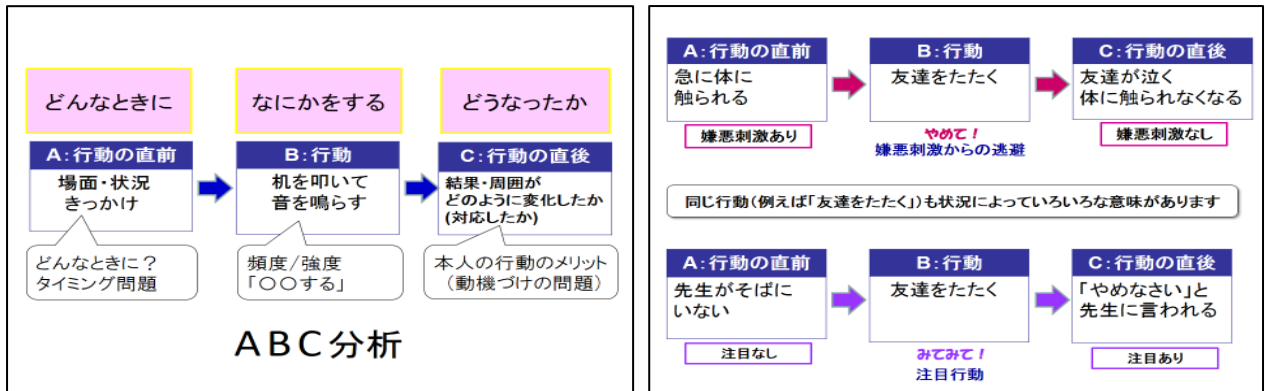 どんなときに
なにかをする
どうなったか
A:行動の直前
場面・状況
きっかけ
B:行動
机を叩いて
音を鳴らす
C:行動の直後
結果・周囲が
どのように変化したか
(対応したか)
どんなときに?
タイミング問題
頻度/強度
「〇〇する」
本人の行動のメリット
(動機づけの問題)
ABC分析
A:行動の直前
急に体に
触られる
嫌悪刺激あり
B:行動
友達をたたく
やめて!
嫌悪刺激からの逃避
C:行動の直後
友達が泣く
体に触られなくなる
嫌悪刺激なし
同じ行動(例えば「友達をたたく」)も状況によっていろいろな意味があります
A:行動の直前
先生がそばに
いない
注目なし
B:行動
友達をたたく
みてみて!
注目行動
C:行動の直後
「やめなさい」と
先生に言われる
注目あり